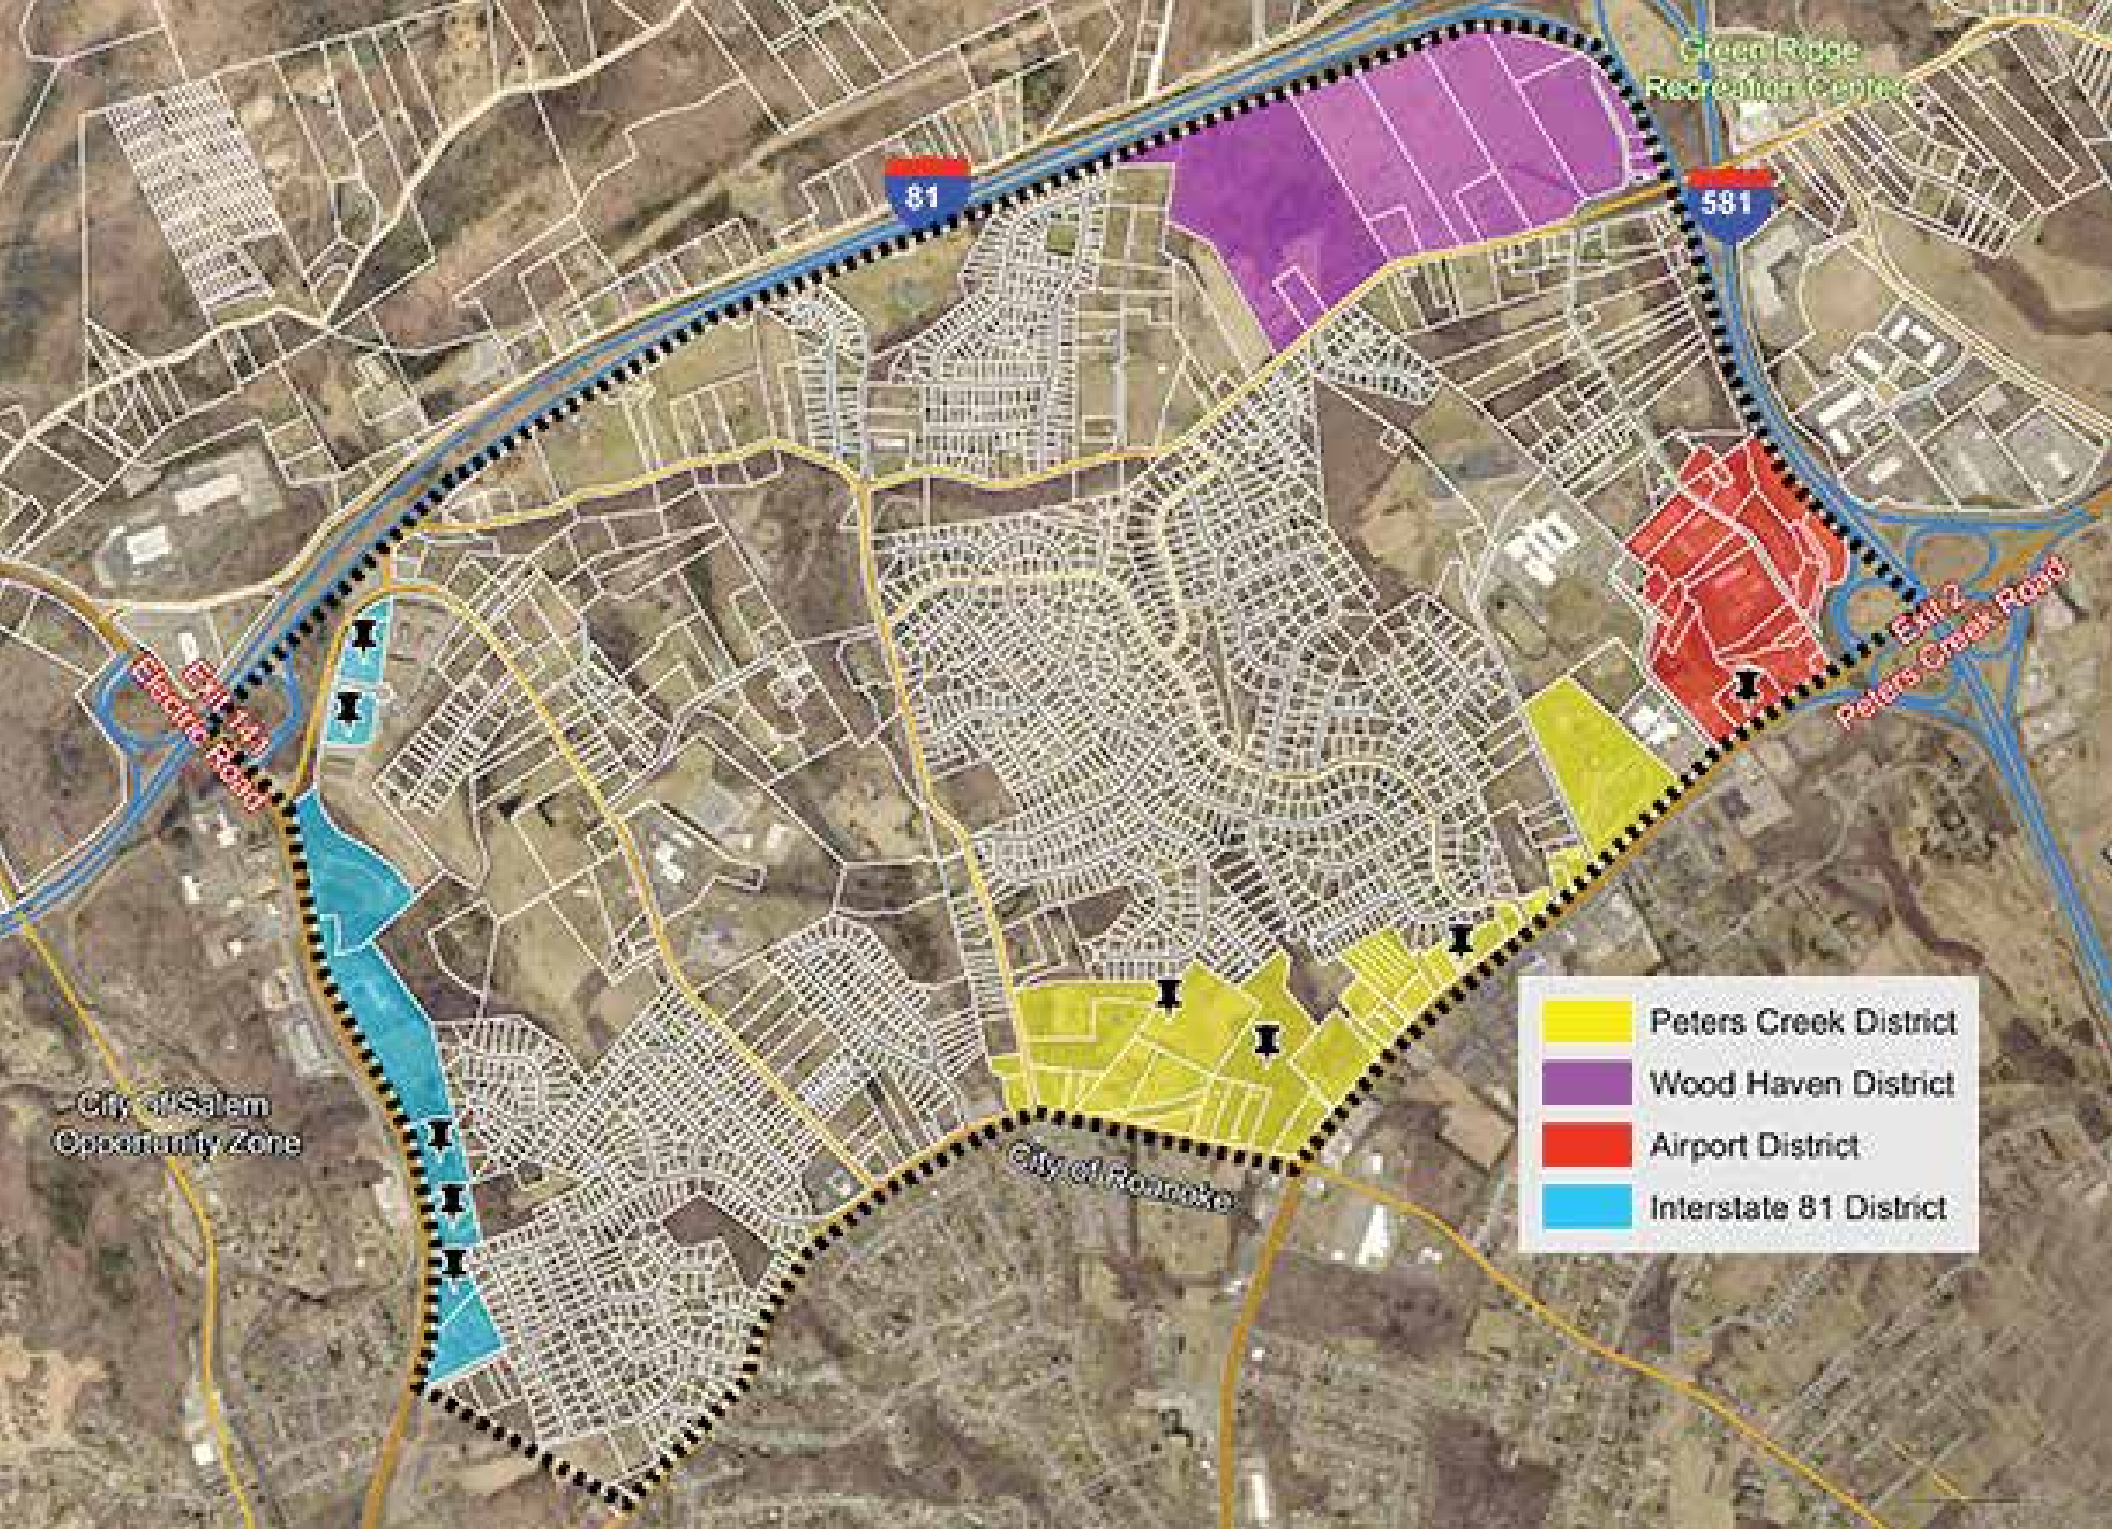 Green Ridge
Recreation Center
81
581
Exit 2
Peters Creek Road
Exit 141
Electric Road
City of Salem
Opportunity Zone
City of Roanoke
Peters Creek District
Wood Haven District
Airport District
Interstate 81 District